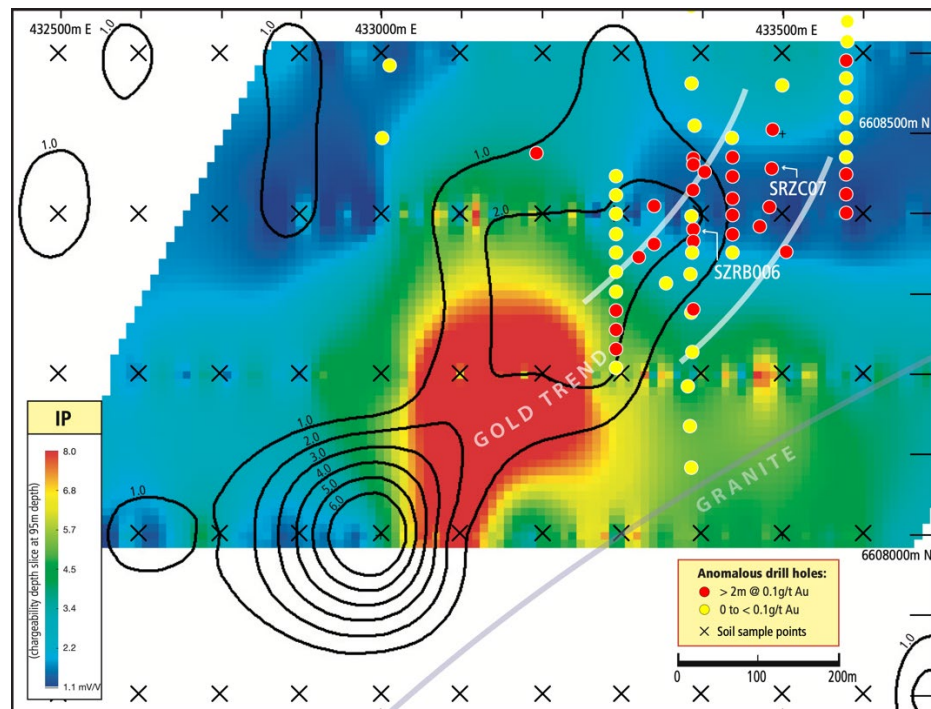 432500m E
433000m E
433500m E
1.0
1.0
1.0
1.0
6608500m N
SRZC07
2.0
SZRB006
GOLD TREND
GRANITE
1.0
2.0
3.0
4.0
5.0
6.0
1.0
6608000m N
1.0
IP
(chargeability depth slice at 95m depth)
8.0
6.8
5.7
4.5
3.4
2.2
1.1 mV/V
Anomalous drill holes:
> 2m @ 0.1g/t Au
0 to < 0.1g/t Au
Soil sample points
0 100 200m